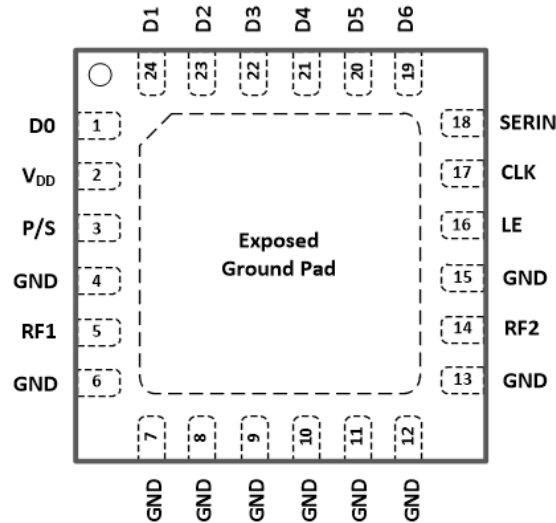 D1 D2 D3 D4 D5 D6
24 23 22 21 20 19
D0 1 18 SERIN
VDD 2 17 CLK
P/S 3 16 LE
Exposed
Ground Pad
GND 4 15 GND
RF1 5 14 RF2
GND 6 13 GND
7 8 9 10 11 12
GND GND GND GND GND GND